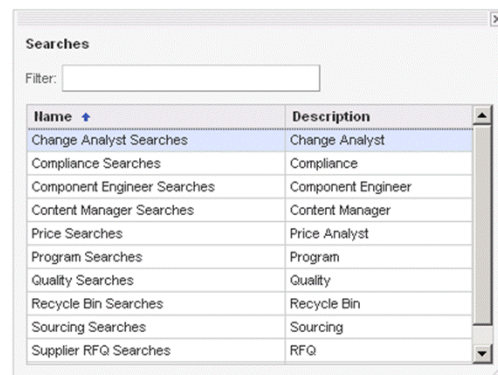 Searches
Filter:
Name Description
Change Analyst Searches Change Analyst
Compliance Searches Compliance
Component Engineer Searches Component Engineer
Content Manager Searches Content Manager
Price Searches Price Analyst
Program Searches Program
Quality Searches Quality
Recycle Bin Searches Recycle Bin
Sourcing Searches Sourcing
Supplier RFQ Searches RFQ